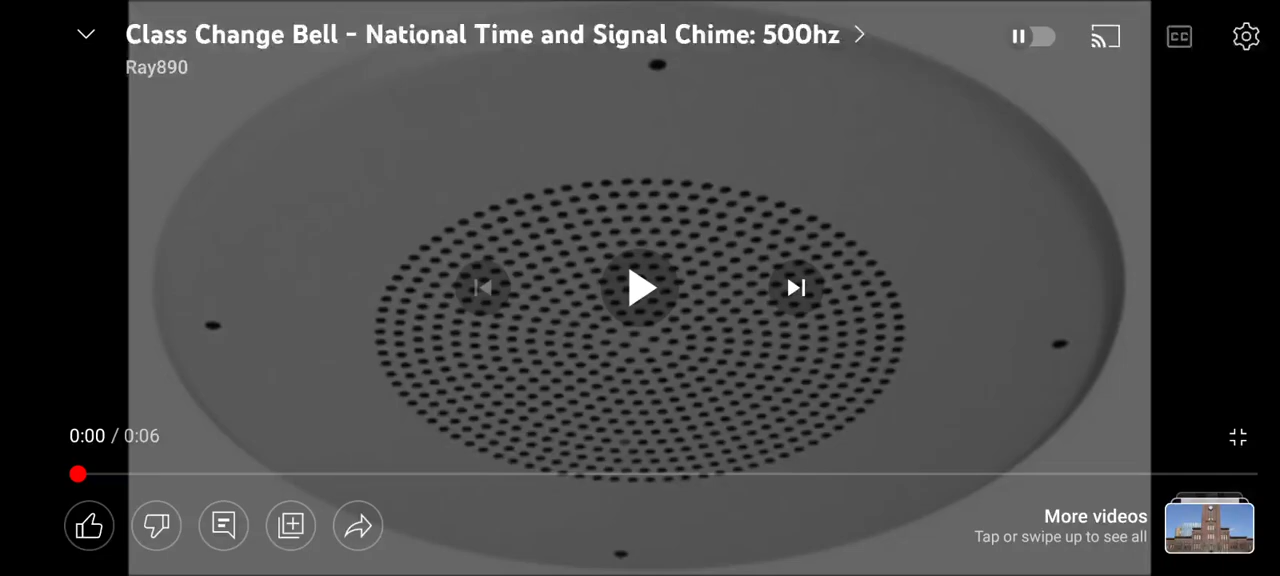 Class Change Bell - National Time and Signal Chime: 500hz
Ray890
CC
0:00 / 0:06
More videos
Tap or swipe up to see all